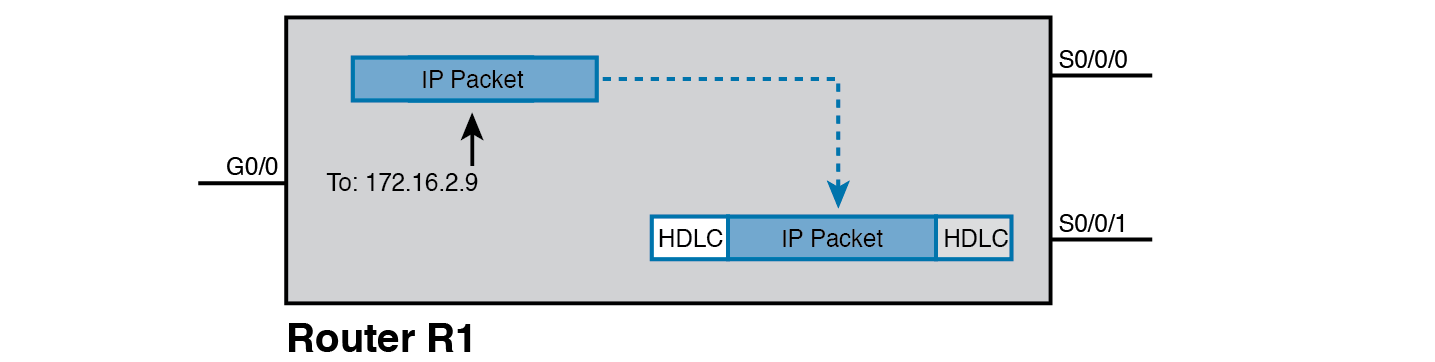 IP Packet
S0/0/0
G0/0
To: 172.16.2.9
HDLC IP Packet HDLC
S0/0/1
Router R1